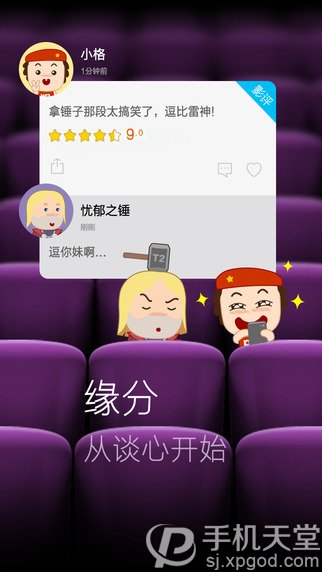 小格
1分钟前
影评
拿锤子那段太搞笑了，逗比雷神!
9.0
忧郁之锤
刚刚
逗你妹啊...
T2
缘分
从谈心开始
手机天堂
sj.xpgod.com